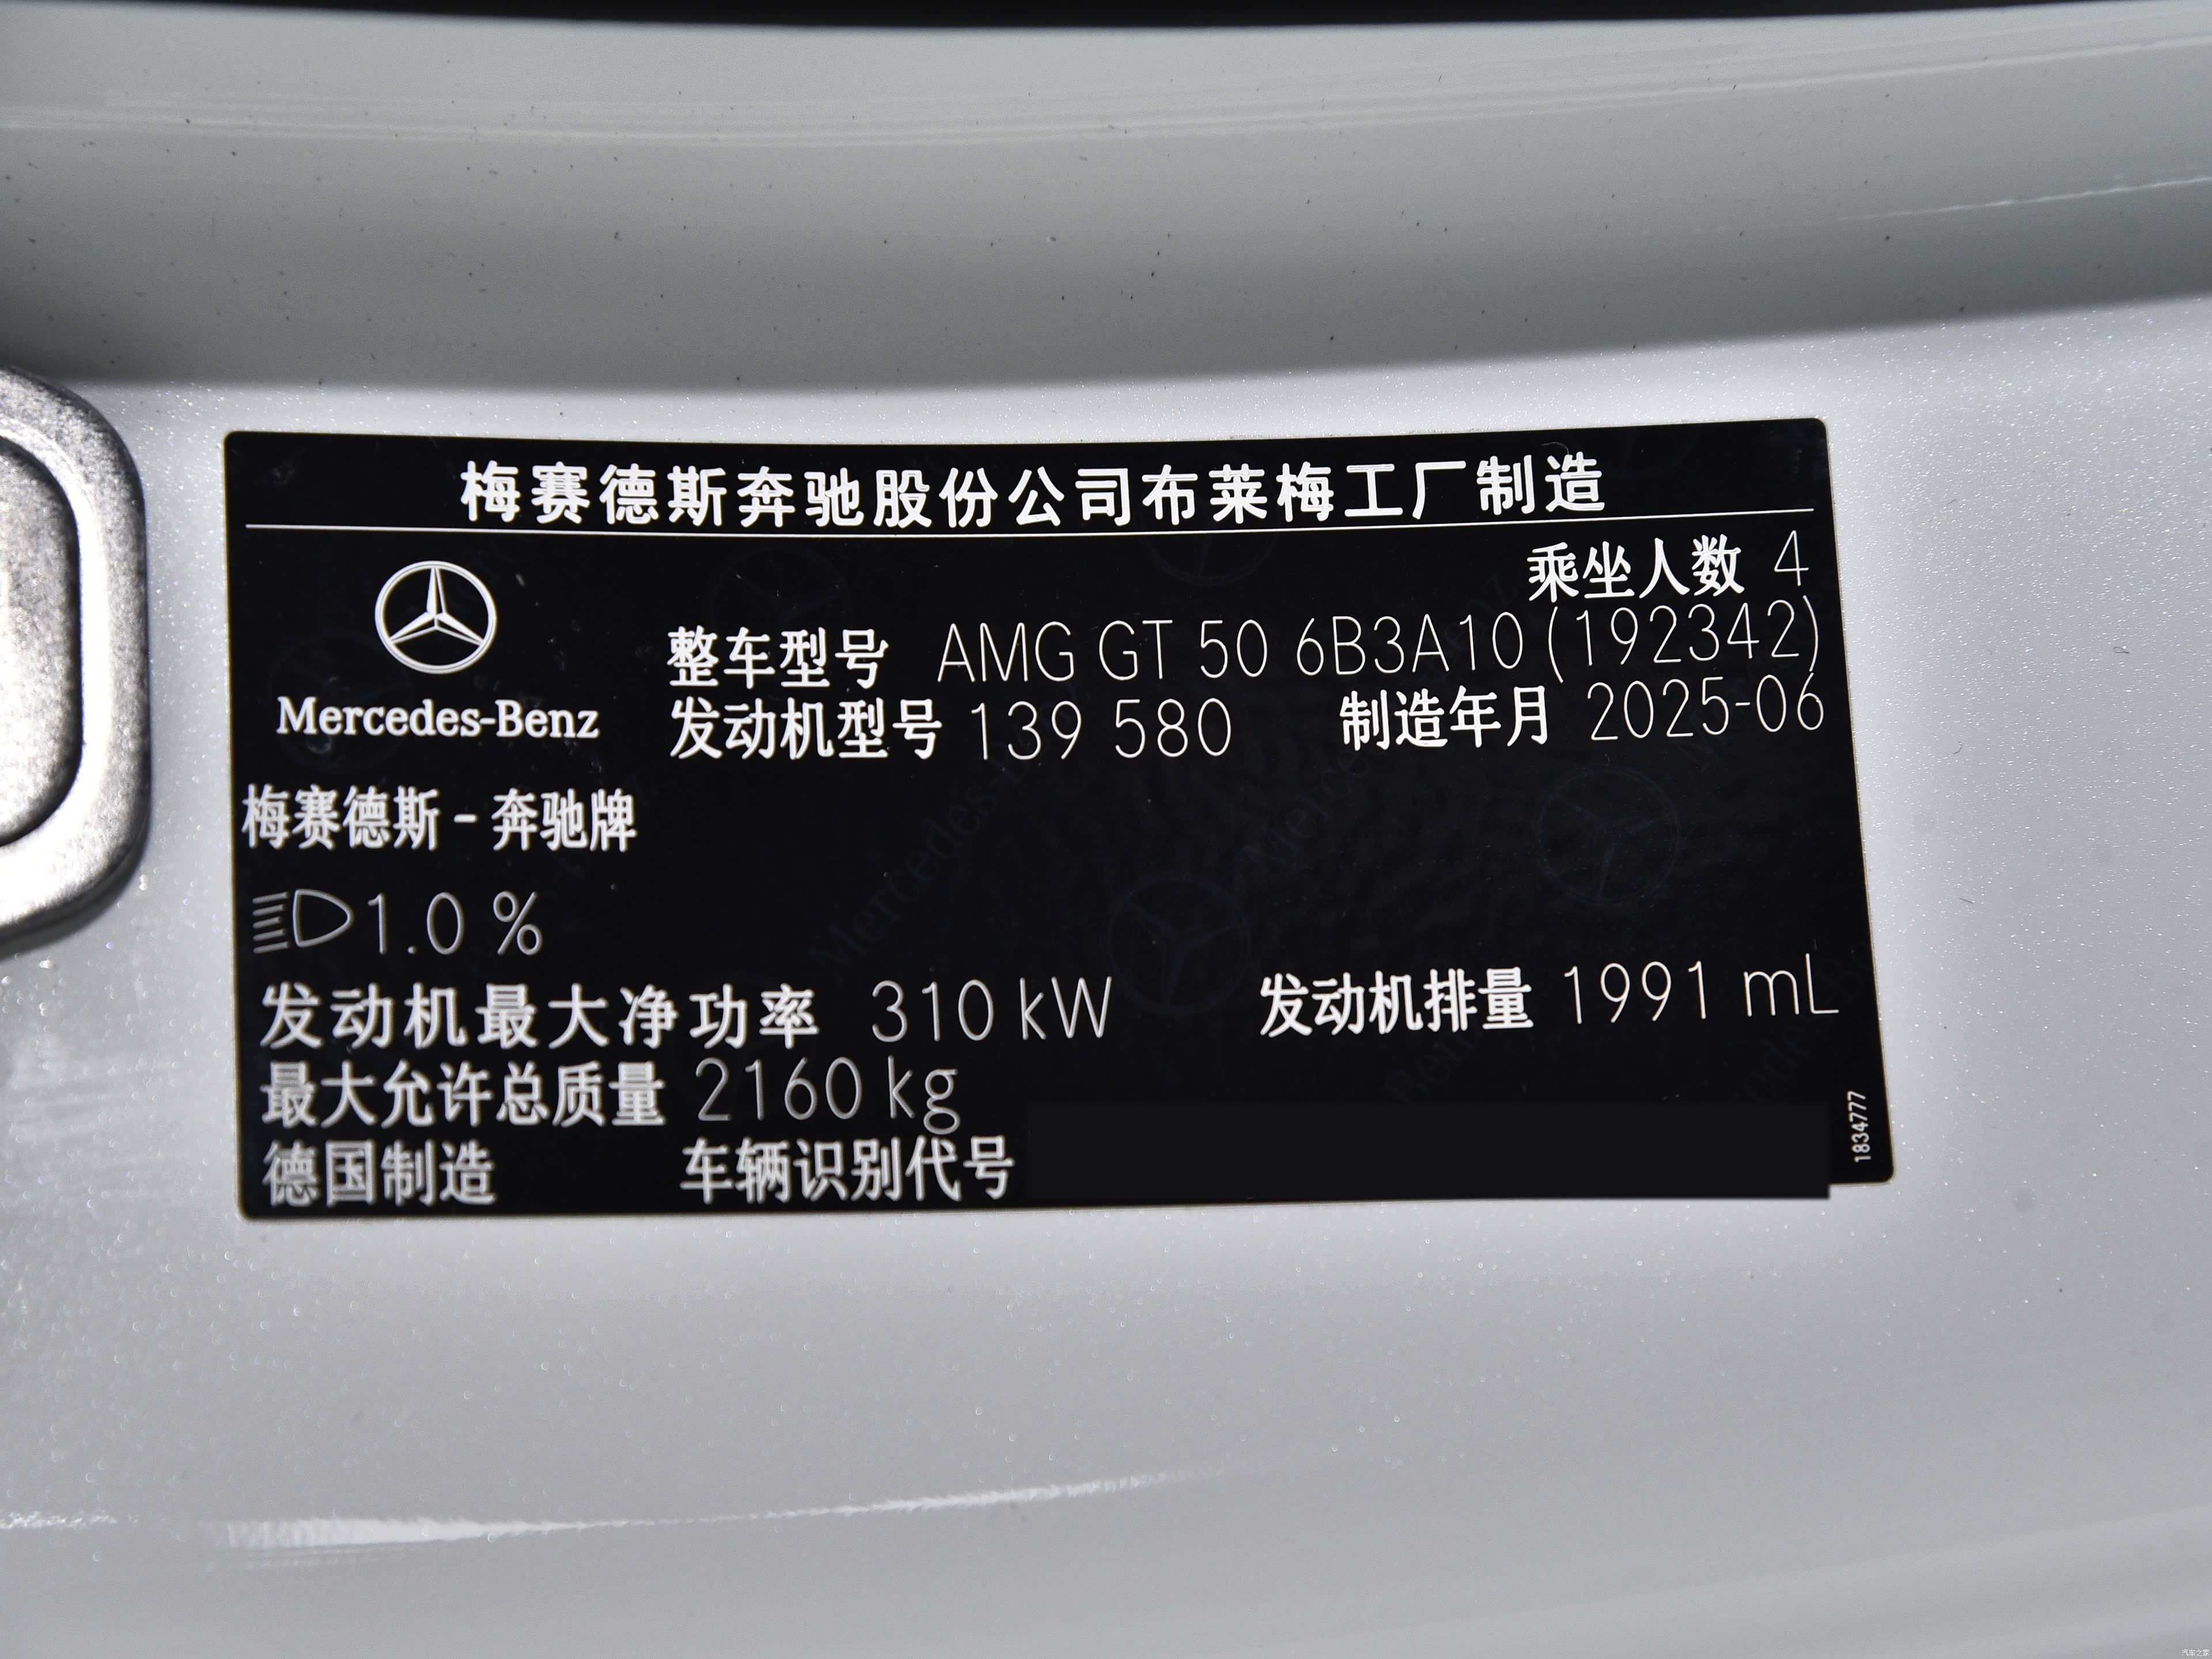 梅赛德斯奔驰股份公司布莱梅工厂制造
乘坐人数 4
整车型号 AMG GT 50 6B3A10 (192342)
Mercedes-Benz
发动机型号 139 580 制造年月 2025-06
梅赛德斯-奔驰牌
1.0 %
发动机最大净功率 310 kW 发动机排量 1991 mL
最大允许总质量 2160 kg
德国制造 车辆识别代号
1834777
汽车之家